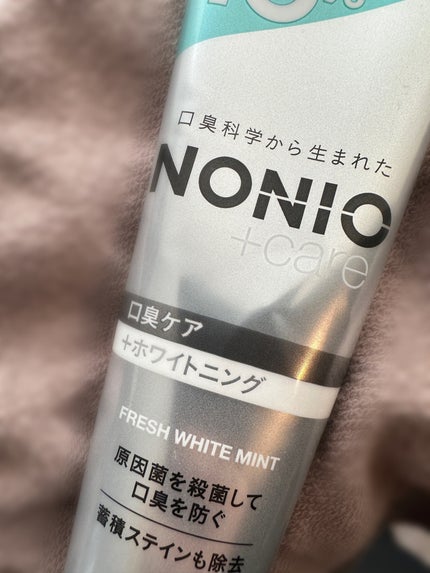 口臭科学から生まれた
NONIO
+care
口臭ケア
+ホワイトニング
FRESH WHITE MINT
原因菌を殺菌して
口臭を防ぐ
蓄積ステインも除去